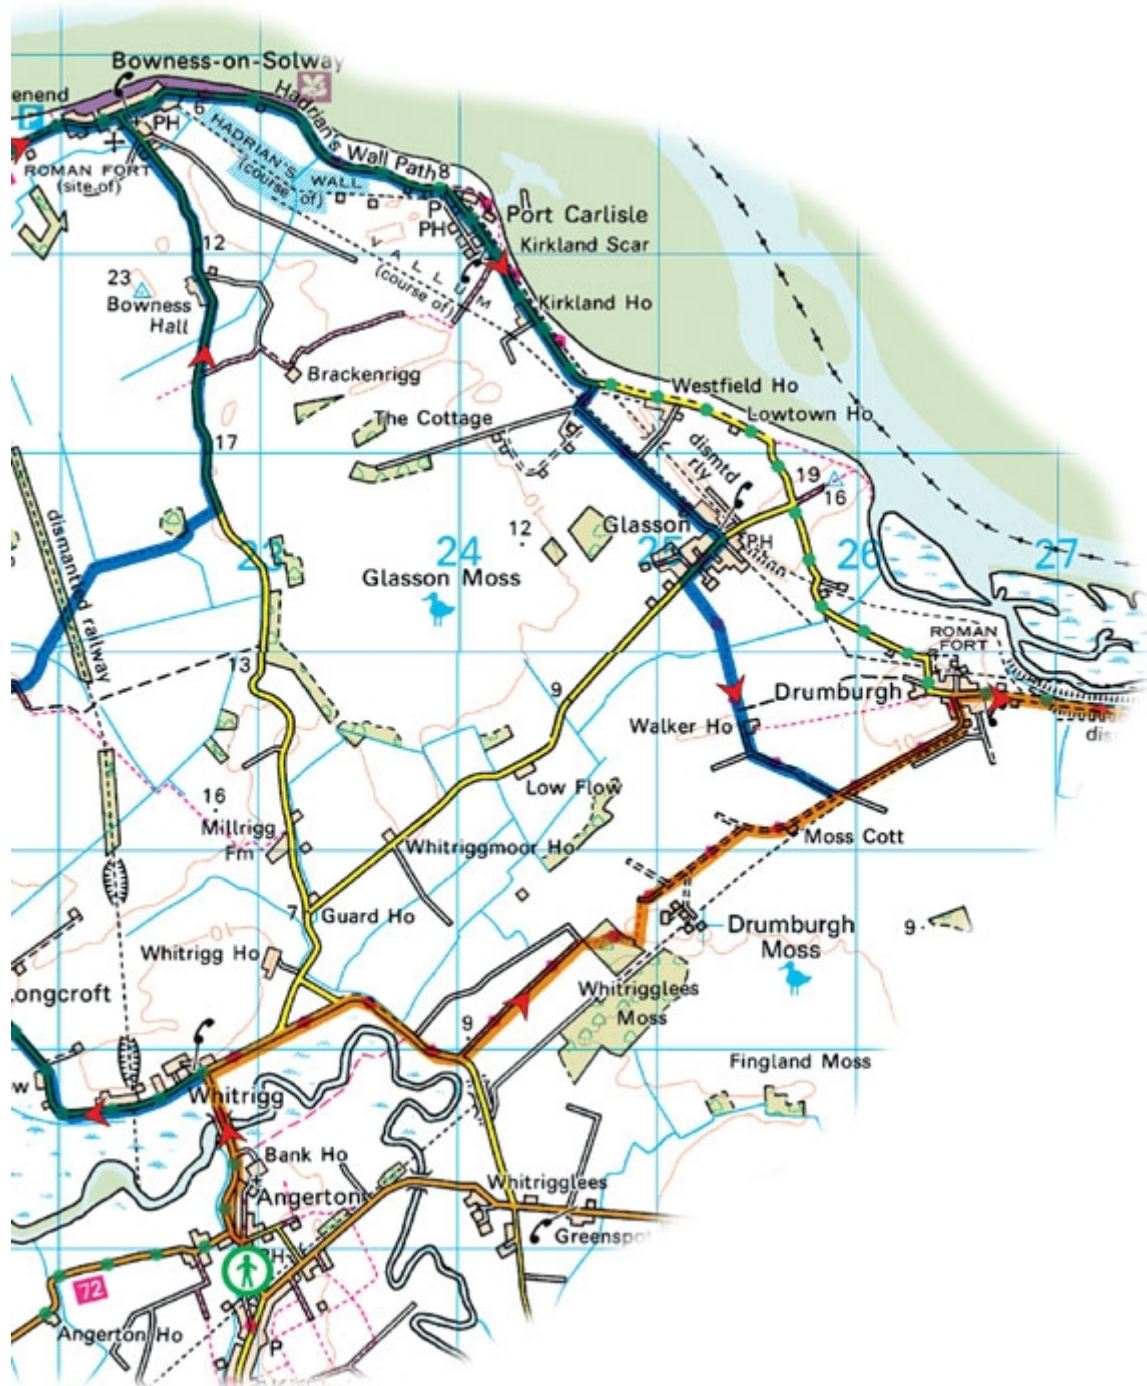 Bowness-on-Solway
enend
P
6
PH
Hadrian's Wall Path
8
HADRIAN'S WALL
(course of)
ROMAN FORT
(site of)
P
PH
Port Carlisle
Kirkland Scar
VALLUM
(course of)
12
23
Bowness
Hall
Kirkland Ho
Brackenrigg
Westfield Ho
The Cottage
Lowtown Ho
17
dismtd
rly
19
16
dismantled railway
12
Glasson
PH
23
24
25
26
27
Glasson Moss
ROMAN
FORT
13
9
Drumburgh
Walker Ho
dis
Low Flow
16
Millrigg
Fm
Whitriggmoor Ho
Moss Cott
7
Guard Ho
Drumburgh
Moss
9
Whitrigg Ho
ongcroft
Whitrigglees
Moss
9
Fingland Moss
w
Whitrigg
Bank Ho
Angerton
Whitrigglees
Greenspot
PH
72
Angerton Ho
P